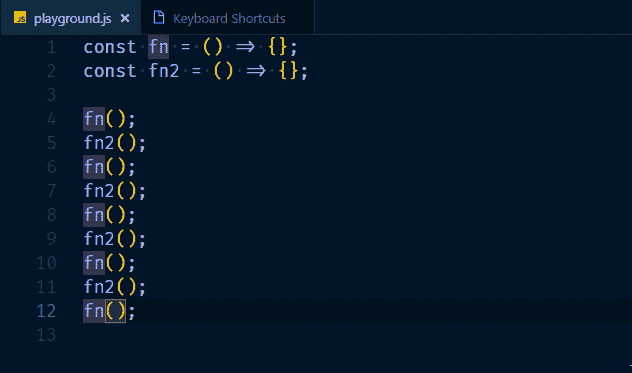 JS playground.js × Keyboard Shortcuts
1 const fn = () => {};
2 const fn2 = () => {};
3
4 fn();
5 fn2();
6 fn();
7 fn2();
8 fn();
9 fn2();
10 fn();
11 fn2();
12 fn();
13